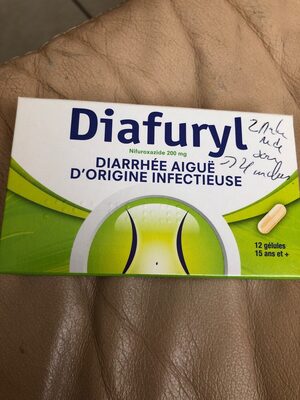 Diafuryl
Nifuroxazide 200 mg
DIARRHÉE AIGUË
D'ORIGINE INFECTIEUSE
12 gélules
15 ans et +